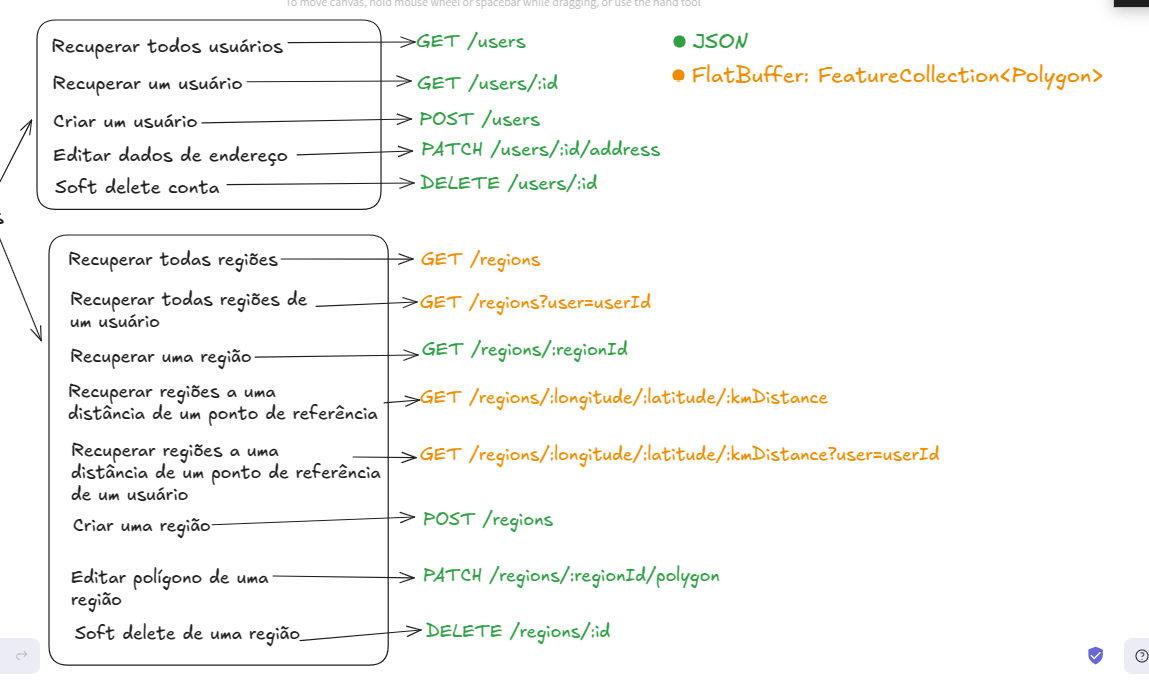 To move canvas, hold mouse wheel or spacebar while dragging, or use the hand tool
Recuperar todos usuários
GET /users
Recuperar um usuário
GET /users/:id
Criar um usuário
POST /users
Editar dados de endereço
PATCH /users/:id/address
Soft delete conta
DELETE /users/:id
JSON
FlatBuffer: FeatureCollection<Polygon>
Recuperar todas regiões
GET /regions
Recuperar todas regiões de
um usuário
GET /regions?user=userId
Recuperar uma região
GET /regions/:regionId
Recuperar regiões a uma
distância de um ponto de referência
GET /regions/:longitude/:latitude/:kmDistance
Recuperar regiões a uma
distância de um ponto de referência
de um usuário
GET /regions/:longitude/:latitude/:kmDistance?user=userId
Criar uma região
POST /regions
Editar polígono de uma
região
PATCH /regions/:regionId/polygon
Soft delete de uma região
DELETE /regions/:id